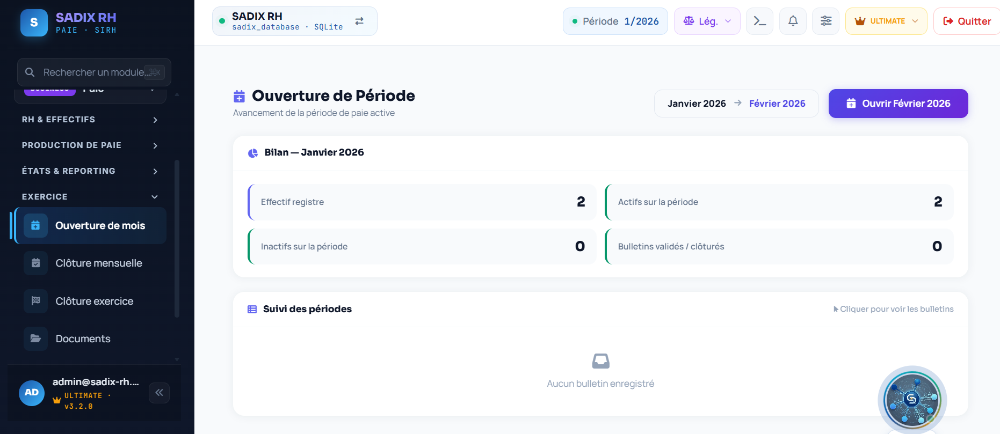 S
SADIX RH
PAIE · SIRH
Rechercher un module... ⌘K
Paie
RH & EFFECTIFS
PRODUCTION DE PAIE
ÉTATS & REPORTING
EXERCICE
Ouverture de mois
Clôture mensuelle
Clôture exercice
Documents
AD
admin@sadix-rh....
ULTIMATE ·
v3.2.0
SADIX RH
sadix_database · SQLite
Période 1/2026
Lég.
ULTIMATE
Quitter
Ouverture de Période
Avancement de la période de paie active
Janvier 2026 → Février 2026
Ouvrir Février 2026
Bilan — Janvier 2026
Effectif registre 2
Actifs sur la période 2
Inactifs sur la période 0
Bulletins validés / clôturés 0
Suivi des périodes
Cliquer pour voir les bulletins
Aucun bulletin enregistré
S